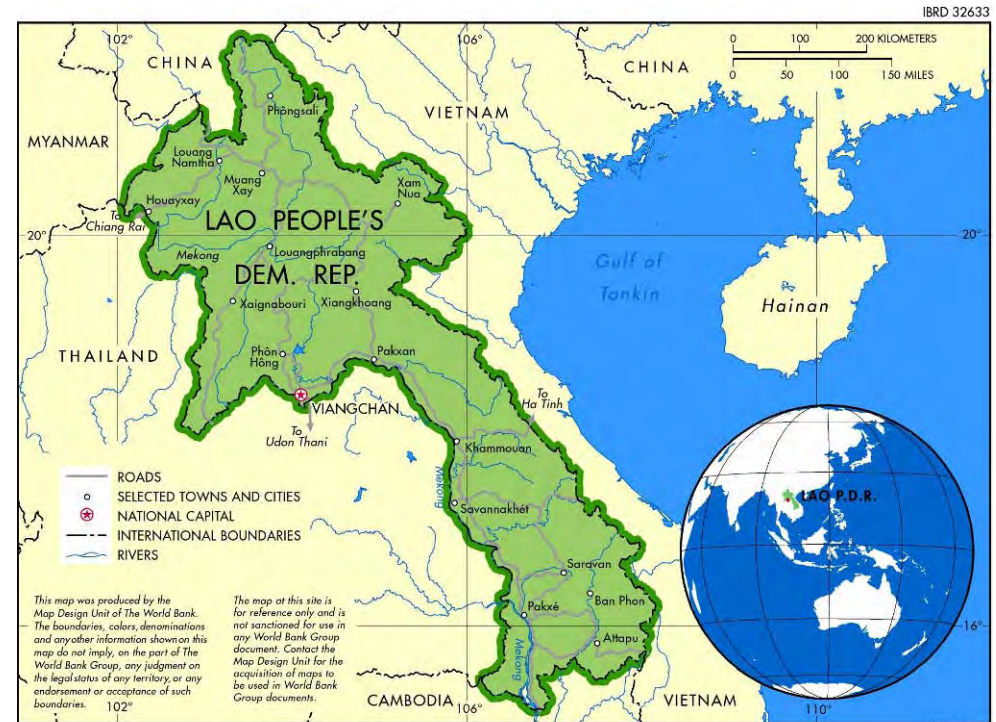 IBRD 32633
102°
106°
0 100 200 KILOMETERS
0 50 100 150 MILES
CHINA
CHINA
VIETNAM
MYANMAR
Phôngsali
Louang
Namtha
Muang
Xay
Xam
Nua
Houayxay
To
Chiang Rai
LAO PEOPLE'S
20°
20°
Mekong
Louangphrabang
DEM. REP.
Gulf of
Tonkin
Hainan
Xaignabouri
Xiangkhoang
THAILAND
Phôn
Hông
Pakxan
VIANGCHAN
To
Ha Tinh
To
Udon Thani
Khammouan
Mekong
Savannakhét
ROADS
SELECTED TOWNS AND CITIES
NATIONAL CAPITAL
INTERNATIONAL BOUNDARIES
RIVERS
LAO P.D.R.
Saravan
Ban Phon
Pakxé
Attapu
16°
Mekong
This map was produced by the
Map Design Unit of The World Bank.
The boundaries, colors, denominations
and any other information shown on this
map do not imply, on the part of The
World Bank Group, any judgment on
the legal status of any territory, or any
endorsement or acceptance of such
boundaries.
The map at this site is
for reference only and is
not sanctioned for use in
any World Bank Group
document. Contact the
Map Design Unit for the
acquisition of maps to
be used in World Bank
Group documents.
CAMBODIA
VIETNAM
102°
106°
110°